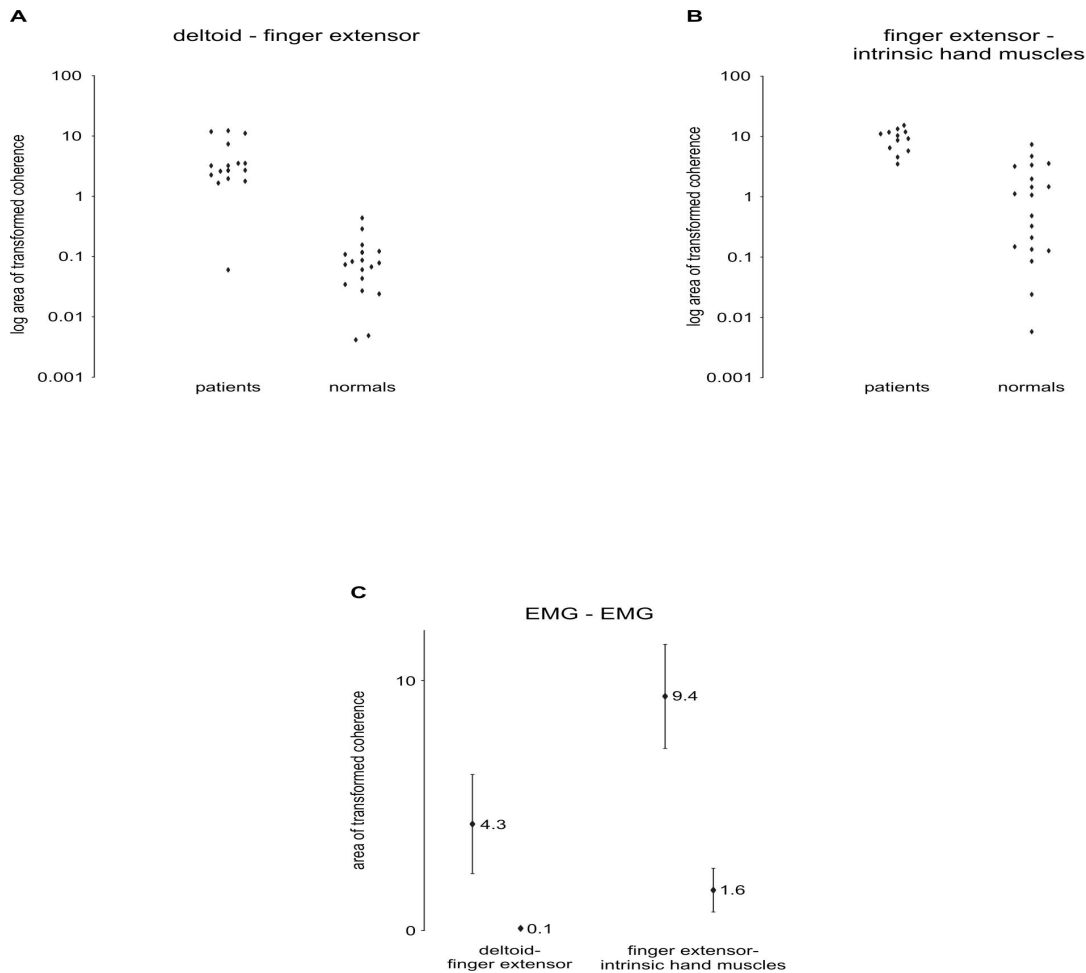 A
deltoid - finger extensor
log area of transformed coherence
100
10
1
0.1
0.01
0.001
patients
normals
B
finger extensor -
intrinsic hand muscles
log area of transformed coherence
100
10
1
0.1
0.01
0.001
patients
normals
C
EMG - EMG
area of transformed coherence
10
0
4.3
0.1
9.4
1.6
deltoid-
finger extensor
finger extensor-
intrinsic hand muscles